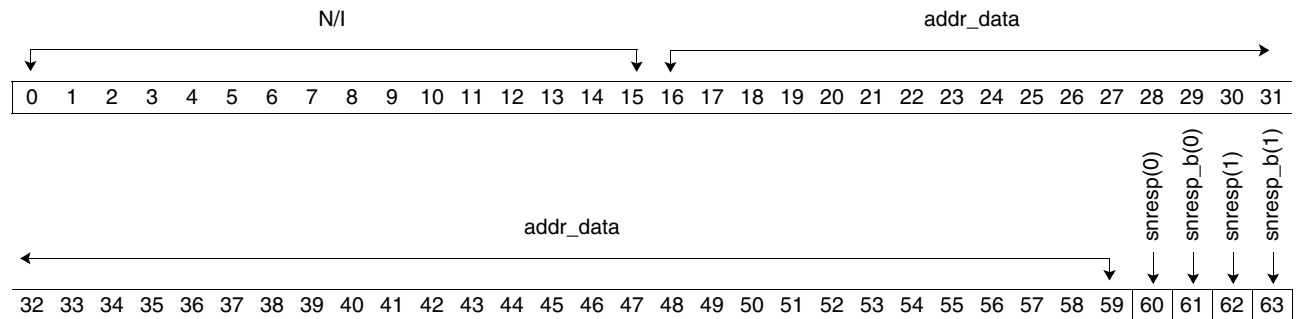 N/I addr_data
0 1 2 3 4 5 6 7 8 9 10 11 12 13 14 15 16 17 18 19 20 21 22 23 24 25 26 27 28 29 30 31
snresp(0)
snresp_b(0)
snresp(1)
snresp_b(1)
addr_data
32 33 34 35 36 37 38 39 40 41 42 43 44 45 46 47 48 49 50 51 52 53 54 55 56 57 58 59 60 61 62 63